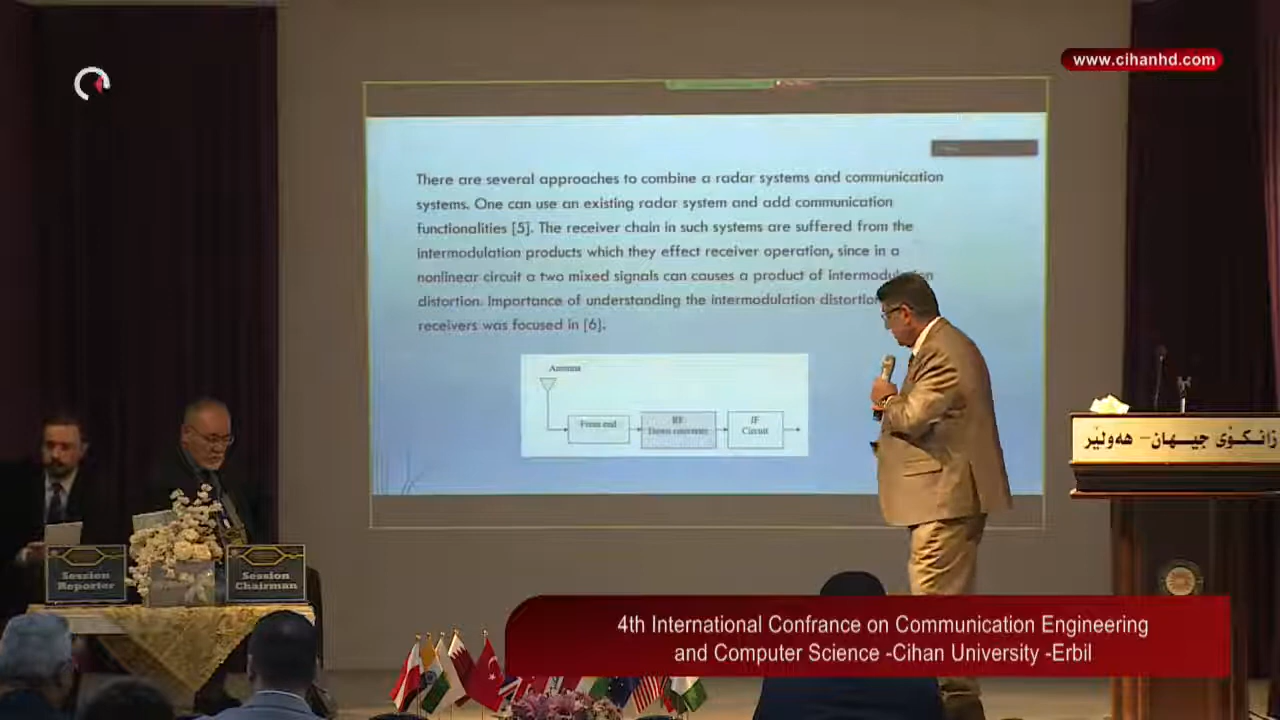 www.cihanhd.com
There are several approaches to combine a radar systems and communication
systems. One can use an existing radar system and add communication
functionalities [5]. The receiver chain in such systems are suffered from the
intermodulation products which they effect receiver operation, since in a
nonlinear circuit a two mixed signals can causes a product of intermodulation
distortion. Importance of understanding the intermodulation distortion
receivers was focused in [6].
Antenna
Front end
RF
Down converter
IF
Circuit
زانكۆی جیهان - هەولێر
Session
Reporter
Session
Chairman
4th International Confrance on Communication Engineering
and Computer Science -Cihan University -Erbil